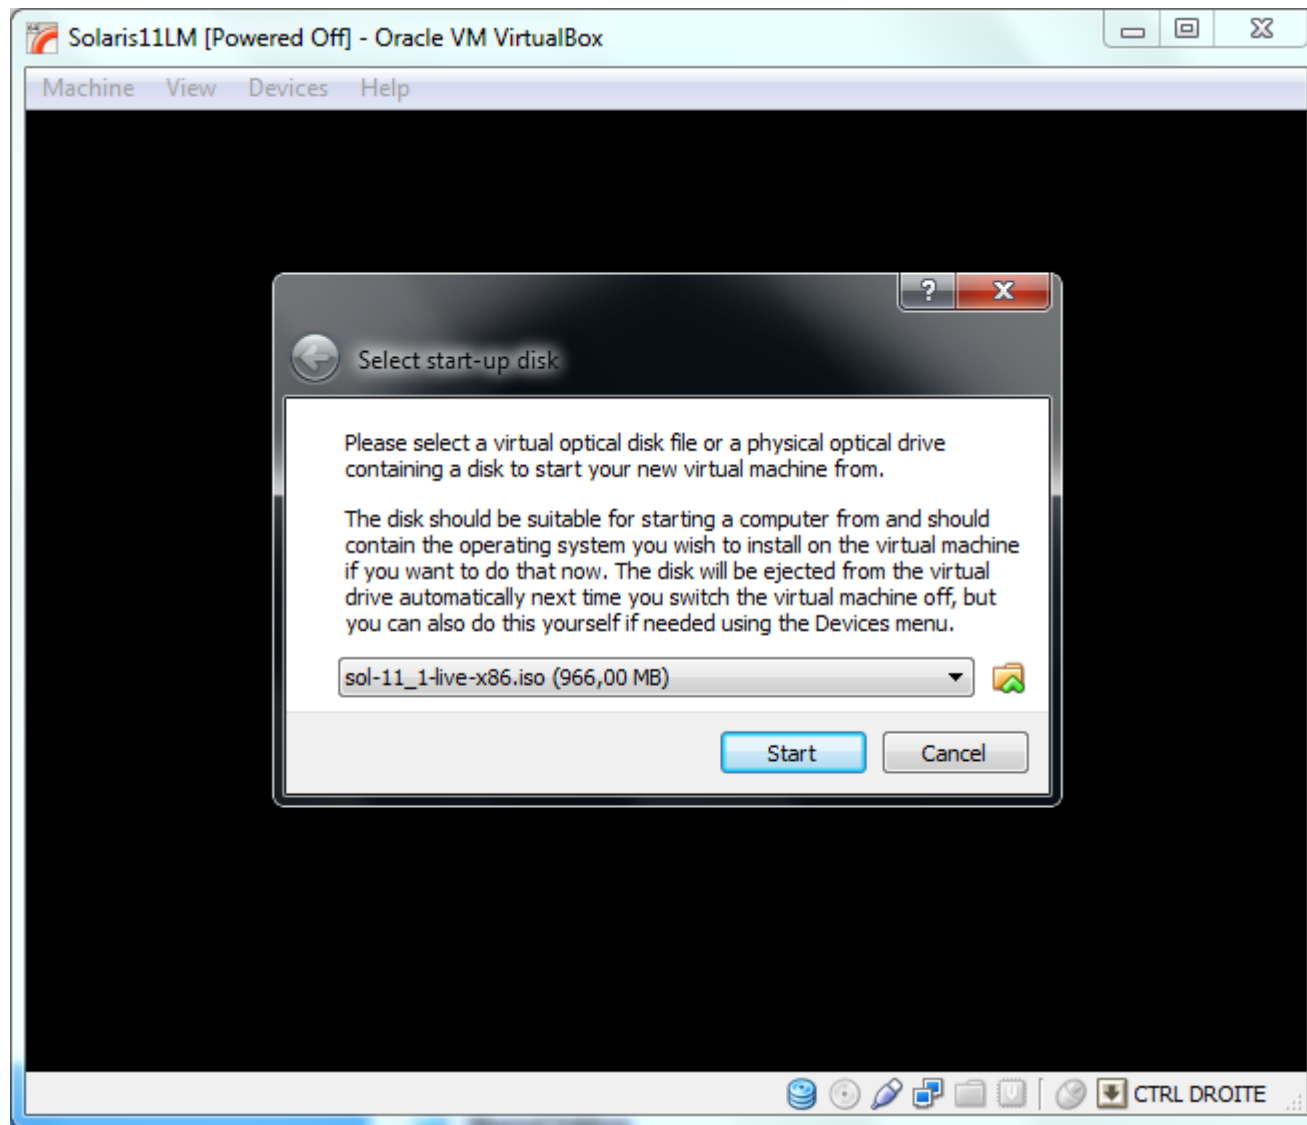 Solaris11LM [Powered Off] - Oracle VM VirtualBox
Machine View Devices Help
?
Select start-up disk
Please select a virtual optical disk file or a physical optical drive
containing a disk to start your new virtual machine from.
The disk should be suitable for starting a computer from and should
contain the operating system you wish to install on the virtual machine
if you want to do that now. The disk will be ejected from the virtual
drive automatically next time you switch the virtual machine off, but
you can also do this yourself if needed using the Devices menu.
sol-11_1-live-x86.iso (966,00 MB)
Start Cancel
CTRL DROITE